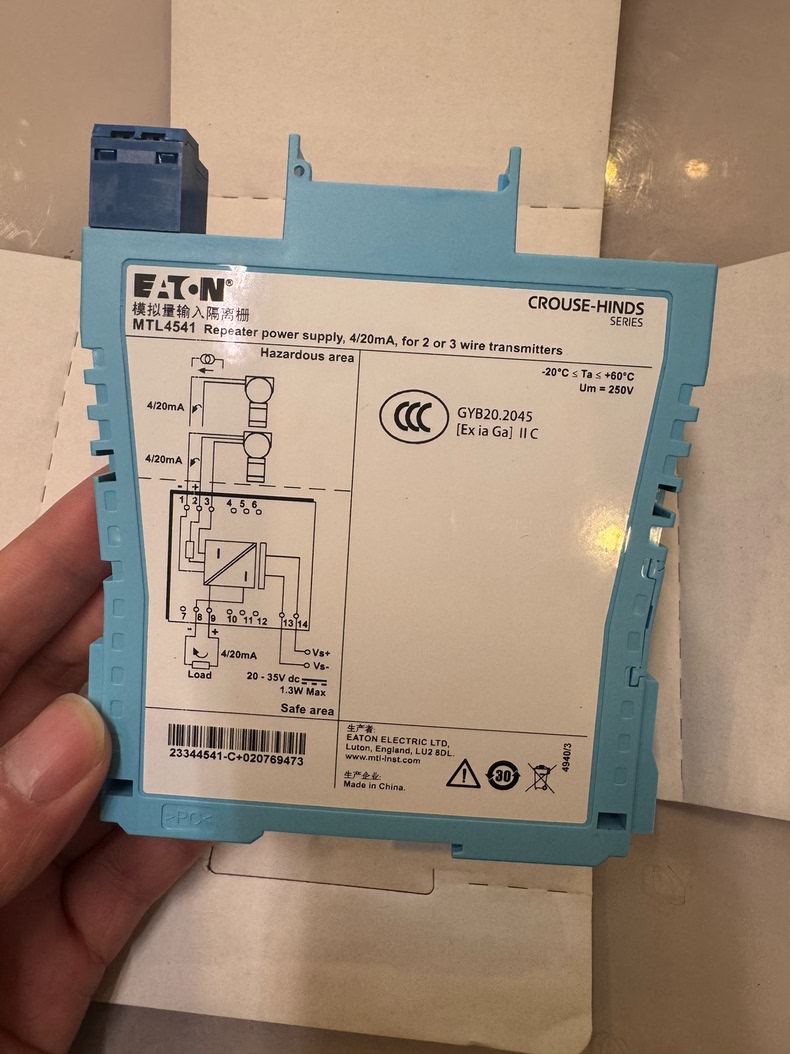 EATON®
模拟量输入隔离栅
MTL4541 Repeater power supply, 4/20mA, for 2 or 3 wire transmitters
CROUSE-HINDS
SERIES
Hazardous area
-20°C ≤ Ta ≤ +60°C
Um = 250V
4/20mA
4/20mA
CCC
GYB20.2045
[Ex ia Ga] II C
- +
1 2 3 4 5 6
7 8 9 10 11 12 13 14
- +
4/20mA
Load
Vs+
Vs-
20 - 35V dc
1.3W Max
Safe area
23344541-C+020769473
生产者:
EATON ELECTRIC LTD,
Luton, England, LU2 8DL.
www.mtl-inst.com
生产企业:
Made in China.
30
4940/3
>PC<